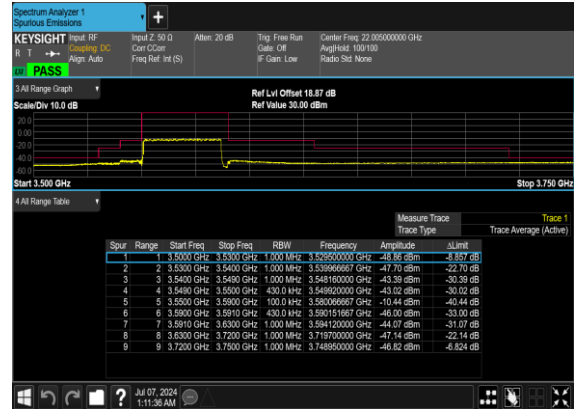 Spectrum Analyzer 1
Spurious Emissions
+
KEYSIGHT Input: RF Input Z: 50 Ω Atten: 20 dB Trig: Free Run Center Freq: 22.005000000 GHz
R T Coupling: DC Corr CCorr Gate: Off Avg|Hold: 100/100
Align: Auto Freq Ref: Int (S) IF Gain: Low Radio Std: None
LXI PASS
3 All Range Graph
Ref Lvl Offset 18.87 dB
Scale/Div 10.0 dB Ref Value 30.00 dBm
20.0
0.00
-20.0
-40.0
-60.0
Start 3.500 GHz Stop 3.750 GHz
4 All Range Table
Measure Trace Trace 1
Trace Type Trace Average (Active)
Spur Range Start Freq Stop Freq RBW Frequency Amplitude ΔLimit
1 1 3.5000 GHz 3.5300 GHz 1.000 MHz 3.529500000 GHz -48.86 dBm -8.857 dB
2 2 3.5300 GHz 3.5400 GHz 1.000 MHz 3.539966667 GHz -47.70 dBm -22.70 dB
3 3 3.5400 GHz 3.5490 GHz 1.000 MHz 3.548160000 GHz -43.39 dBm -30.39 dB
4 4 3.5490 GHz 3.5500 GHz 430.0 kHz 3.549920000 GHz -43.02 dBm -30.02 dB
5 5 3.5500 GHz 3.5900 GHz 100.0 kHz 3.580066667 GHz -10.44 dBm -40.44 dB
6 6 3.5900 GHz 3.5910 GHz 430.0 kHz 3.590151667 GHz -46.00 dBm -33.00 dB
7 7 3.5910 GHz 3.6300 GHz 1.000 MHz 3.594120000 GHz -44.07 dBm -31.07 dB
8 8 3.6300 GHz 3.7200 GHz 1.000 MHz 3.719700000 GHz -47.14 dBm -22.14 dB
9 9 3.7200 GHz 3.7500 GHz 1.000 MHz 3.748950000 GHz -46.82 dBm -6.824 dB
? Jul 07, 2024
1:11:36 AM